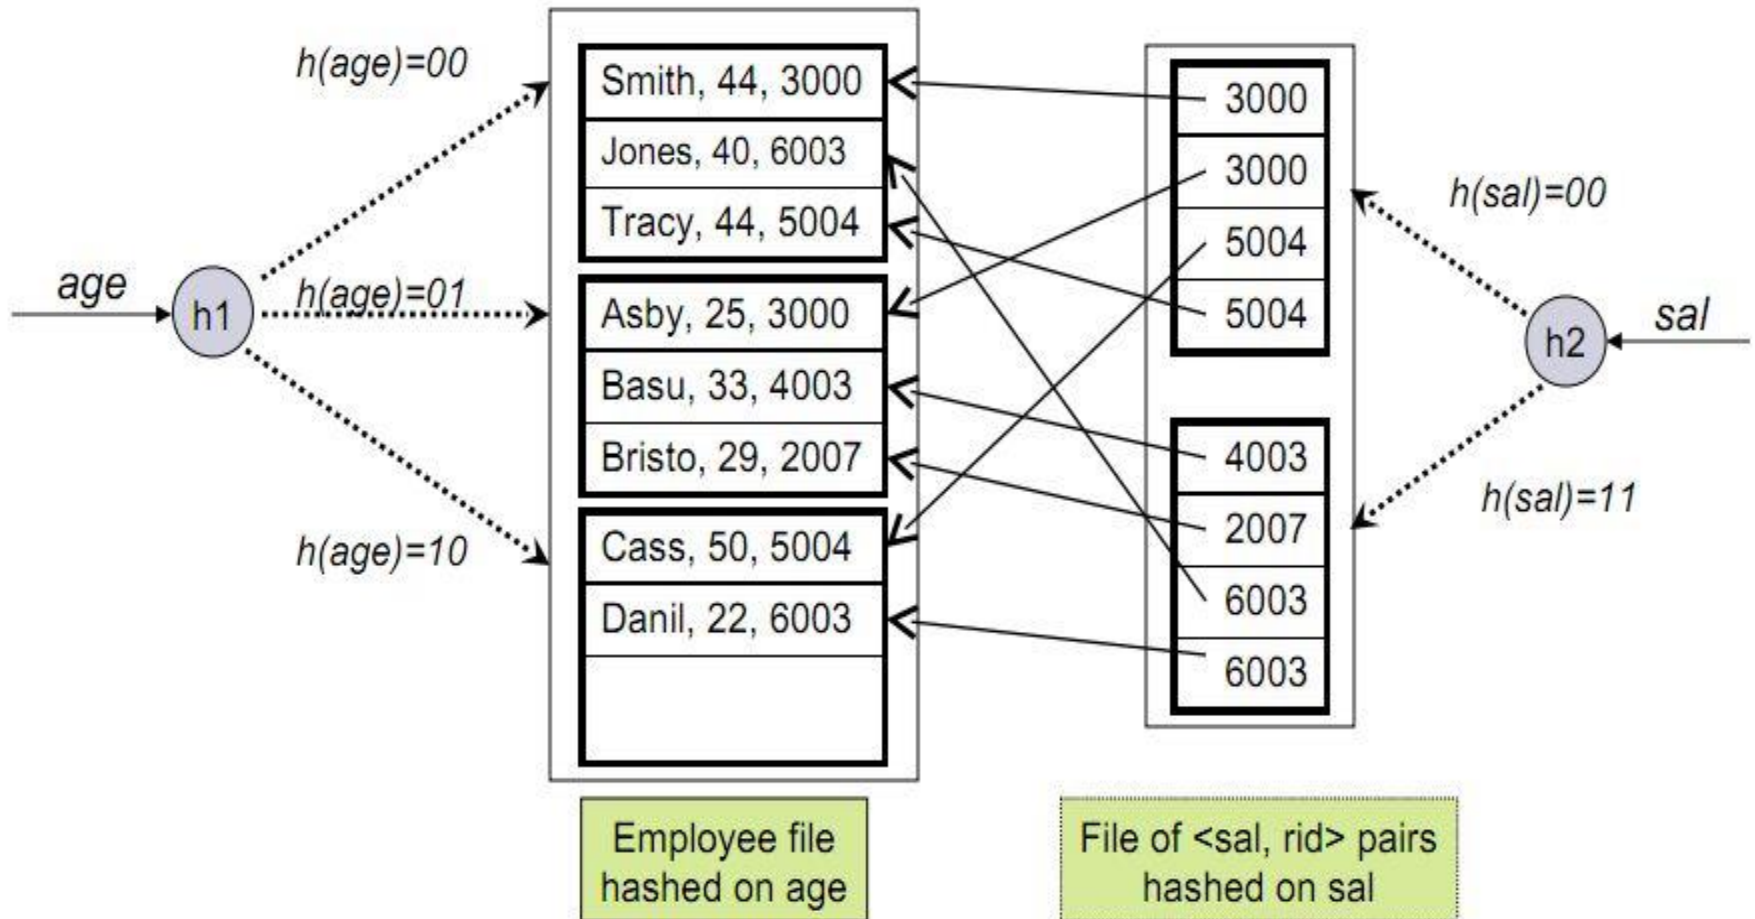 h(age)=00
h(age)=01
h(age)=10
age
h1
Smith, 44, 3000
Jones, 40, 6003
Tracy, 44, 5004
Asby, 25, 3000
Basu, 33, 4003
Bristo, 29, 2007
Cass, 50, 5004
Danil, 22, 6003
3000
3000
5004
5004
4003
2007
6003
6003
h(sal)=00
h(sal)=11
h2
sal
Employee file
hashed on age
File of <sal, rid> pairs
hashed on sal